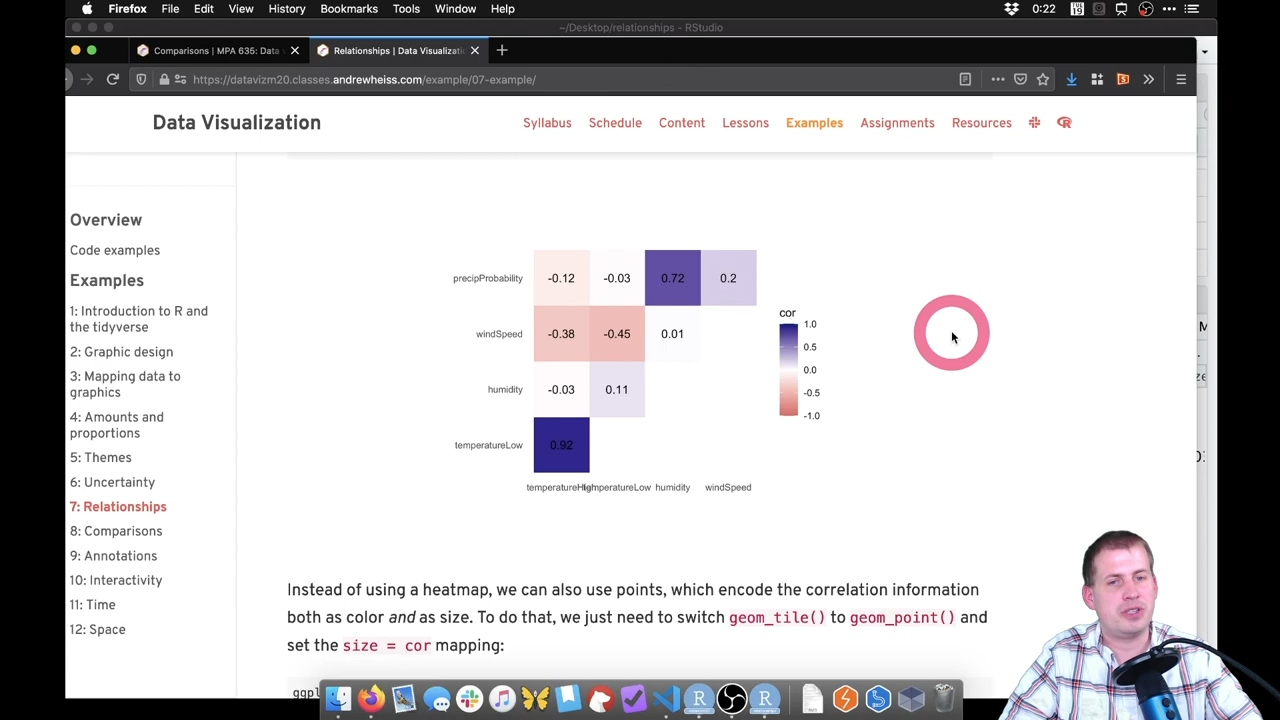 Firefox File Edit View History Bookmarks Tools Window Help
19
0:22
~/Desktop/relationships - RStudio
Comparisons | MPA 635: Data
Relationships | Data Visualizati
https://datavizm20.classes.andrewheiss.com/example/07-example/
Data Visualization
Syllabus Schedule Content Lessons Examples Assignments Resources
Overview
Code examples
Examples
1: Introduction to R and
the tidyverse
2: Graphic design
3: Mapping data to
graphics
4: Amounts and
proportions
5: Themes
6: Uncertainty
7: Relationships
8: Comparisons
9: Annotations
10: Interactivity
11: Time
12: Space
precipProbability -0.12 -0.03 0.72 0.2
windSpeed -0.38 -0.45 0.01
humidity -0.03 0.11
temperatureLow 0.92
temperatureHigh temperatureLow humidity windSpeed
cor
1.0
0.5
0.0
-0.5
-1.0
Instead of using a heatmap, we can also use points, which encode the correlation information
both as color and as size. To do that, we just need to switch geom_tile() to geom_point() and
set the size = cor mapping:
ggpl